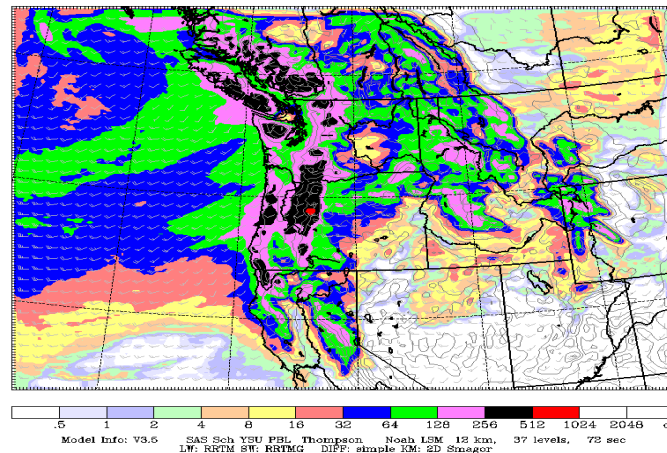 .5 1 2 4 8 16 32 64 128 256 512 1024 2048 c
Model Info: V3.5 SAS Sch YSU PBL Thompson Noah LSM 12 km, 37 levels, 72 sec
LW: RRTM SW: RRTMG DIFF: simple KM: 2D Smagor